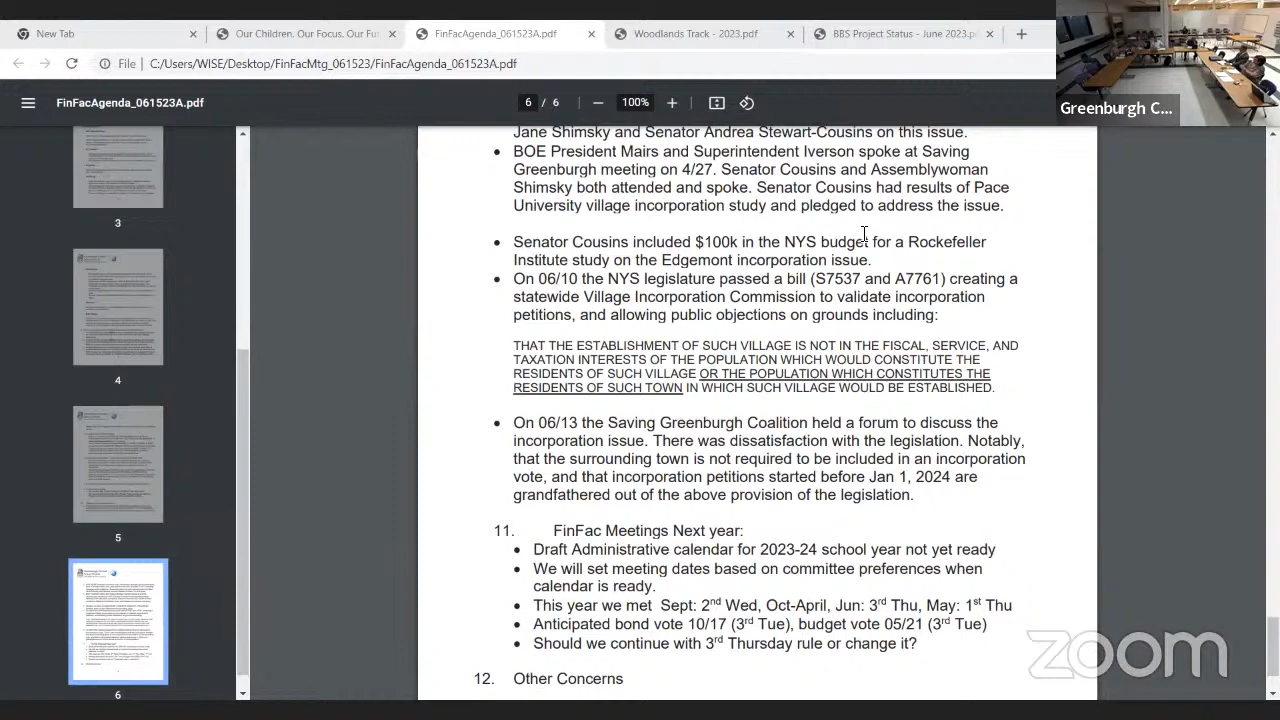 New Tab
Our Children. Our Focus. Our Fu
FinFacAgenda_061523A.pdf
Woodlands Track - 2023.pdf
BBS Project Status - June 2023.p
File
C:/Users/WISE/Desktop/FinFacMtg_061523/FinFacAgenda_061523A.pdf
FinFacAgenda_061523A.pdf
6 / 6
100%
Greenburgh C...
3
4
5
6
Jane Shimsky and Senator Andrea Stewart-Cousins on this issue.
• BOE President Mairs and Superintendent Iverson spoke at Saving
Greenburgh meeting on 4/27. Senator Cousins and Assemblywoman
Shimsky both attended and spoke. Senator Cousins had results of Pace
University village incorporation study and pledged to address the issue.
• Senator Cousins included $100k in the NYS budget for a Rockefeller
Institute study on the Edgemont incorporation issue.
• On 06/10 the NYS legislature passed a bill (S7537 and A7761) creating a
statewide Village Incorporation Commission to validate incorporation
petitions, and allowing public objections on grounds including:
THAT THE ESTABLISHMENT OF SUCH VILLAGE IS NOT IN THE FISCAL, SERVICE, AND
TAXATION INTERESTS OF THE POPULATION WHICH WOULD CONSTITUTE THE
RESIDENTS OF SUCH VILLAGE OR THE POPULATION WHICH CONSTITUTES THE
RESIDENTS OF SUCH TOWN IN WHICH SUCH VILLAGE WOULD BE ESTABLISHED.
• On 06/13 the Saving Greenburgh Coalition held a forum to discuss the
incorporation issue. There was dissatisfaction with the legislation. Notably,
that the surrounding town is not required to be included in an incorporation
vote, and that incorporation petitions started before Jan 1, 2024 are
grandfathered out of the above provision of the legislation.
11. FinFac Meetings Next year:
• Draft Administrative calendar for 2023-24 school year not yet ready
• We will set meeting dates based on committee preferences when
calendar is ready.
• This year we met Sept: 2nd Wed, Oct-April, Jun: 3rd Thu, May: 1st Thu
• Anticipated bond vote 10/17 (3rd Tue), budget vote 05/21 (3rd Tue)
• Should we continue with 3rd Thursday rule or change it?
12. Other Concerns
zoom